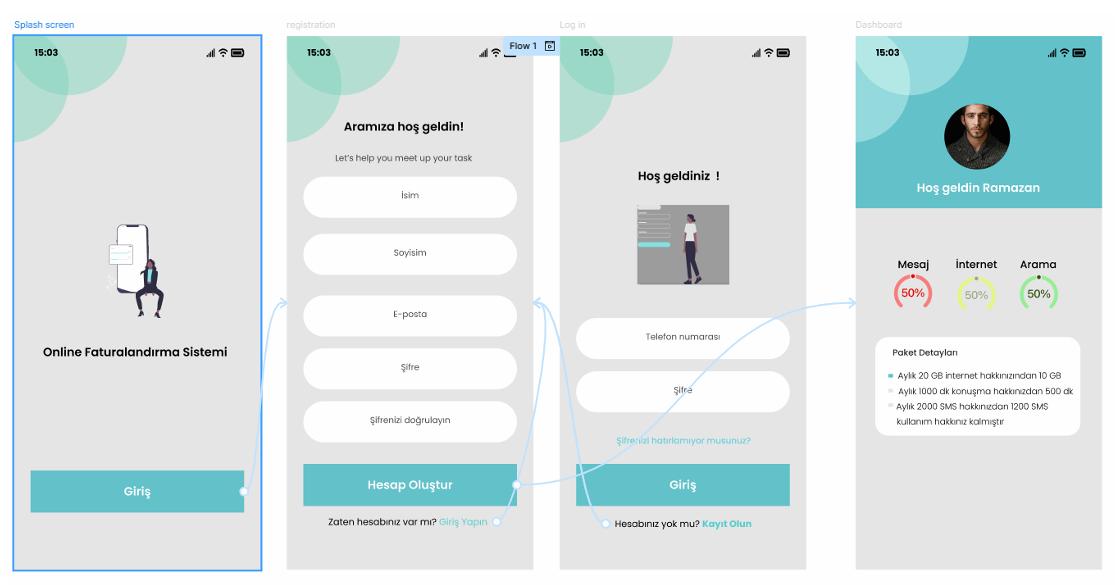 Splash screen
15:03
Online Faturalandırma Sistemi
Giriş
registration
15:03
Flow 1
Aramıza hoş geldin!
Let's help you meet up your task
İsim
Soyisim
E-posta
Şifre
Şifrenizi doğrulayın
Hesap Oluştur
Zaten hesabınız var mı? Giriş Yapın
Log in
15:03
Hoş geldiniz !
Telefon numarası
Şifre
Şifrenizi hatırlamıyor musunuz?
Giriş
Hesabınız yok mu? Kayıt Olun
Dashboard
15:03
Hoş geldin Ramazan
Mesaj
İnternet
Arama
50%
50%
50%
Paket Detayları
Aylık 20 GB internet hakkınızından 10 GB
Aylık 1000 dk konuşma hakkınızdan 500 dk
Aylık 2000 SMS hakkınızdan 1200 SMS
kullanım hakkınız kalmıştır